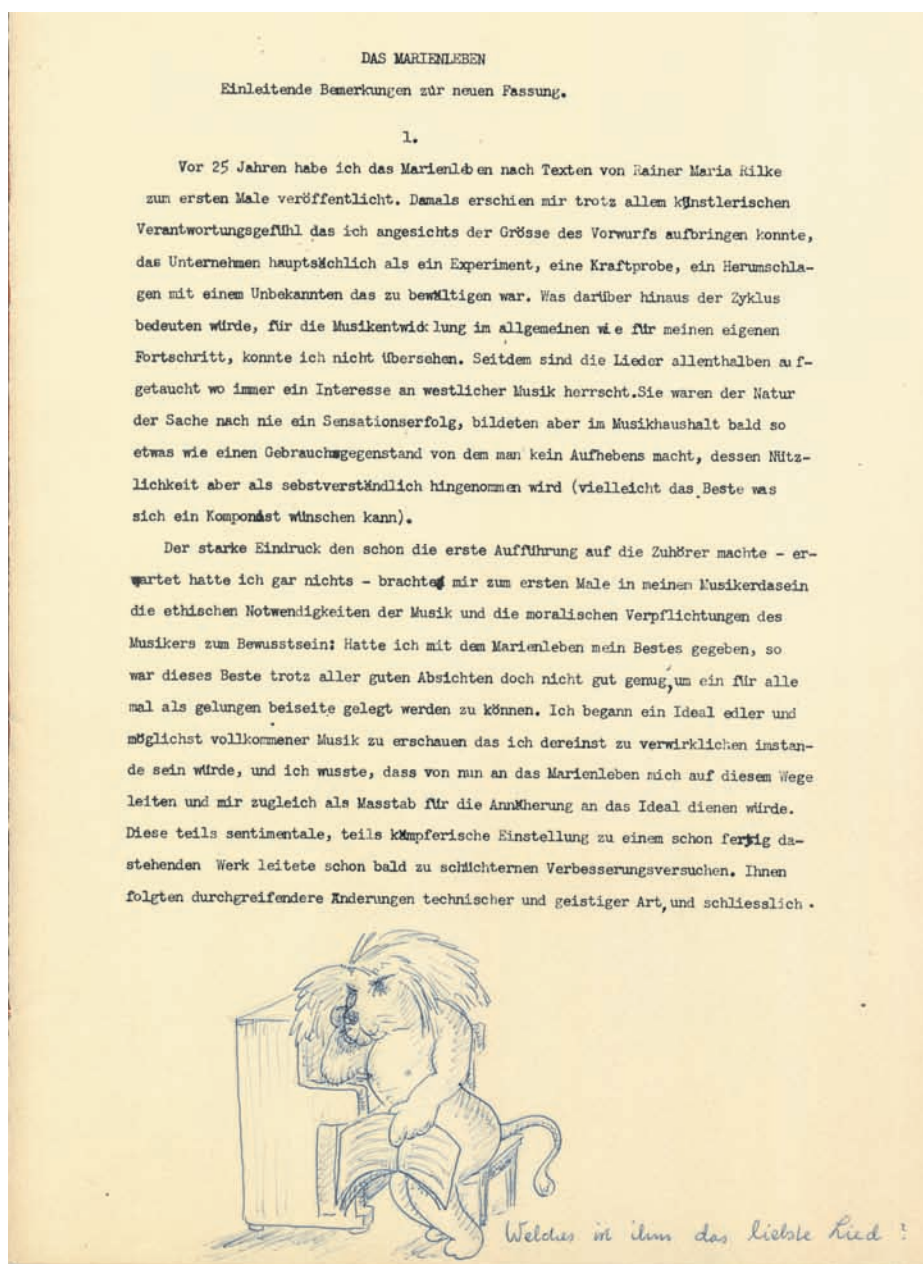 DAS MARIENLEBEN
Einleitende Bemerkungen zur neuen Fassung.
1.
Vor 25 Jahren habe ich das Marienleben nach Texten von Rainer Maria Rilke
zum ersten Male veröffentlicht. Damals erschien mir trotz allem künstlerischen
Verantwortungsgefühl das ich angesichts der Grösse des Vorwurfs aufbringen konnte,
das Unternehmen hauptsächlich als ein Experiment, eine Kraftprobe, ein Herumschla-
gen mit einem Unbekannten das zu bewältigen war. Was darüber hinaus der Zyklus
bedeuten würde, für die Musikentwicklung im allgemeinen wie für meinen eigenen
Fortschritt, konnte ich nicht übersehen. Seitdem sind die Lieder allenthalben auf-
getaucht wo immer ein Interesse an westlicher Musik herrscht.Sie waren der Natur
der Sache nach nie ein Sensationserfolg, bildeten aber im Musikhaushalt bald so
etwas wie einen Gebrauchsgegenstand von dem man kein Aufhebens macht, dessen Nütz-
lichkeit aber als sebstverständlich hingenommen wird (vielleicht das Beste was
sich ein Komponist wünschen kann).
Der starke Eindruck den schon die erste Aufführung auf die Zuhörer machte - er-
wartet hatte ich gar nichts - brachte mir zum ersten Male in meinem Musikerdasein
die ethischen Notwendigkeiten der Musik und die moralischen Verpflichtungen des
Musikers zum Bewusstsein: Hatte ich mit dem Marienleben mein Bestes gegeben, so
war dieses Beste trotz aller guten Absichten doch nicht gut genug, um ein für alle
mal als gelungen beiseite gelegt werden zu können. Ich begann ein Ideal edler und
möglichst vollkommener Musik zu erschauen das ich dereinst zu verwirklichen imstan-
de sein würde, und ich wusste, dass von nun an das Marienleben mich auf diesem Wege
leiten und mir zugleich als Masstab für die Annäherung an das Ideal dienen würde.
Diese teils sentimentale, teils kämpferische Einstellung zu einem schon fertig da-
stehenden Werk leitete schon bald zu schüchternen Verbesserungsversuchen. Ihnen
folgten durchgreifendere Änderungen technischer und geistiger Art, und schliesslich .
Welches ist ihm das liebste Lied ?